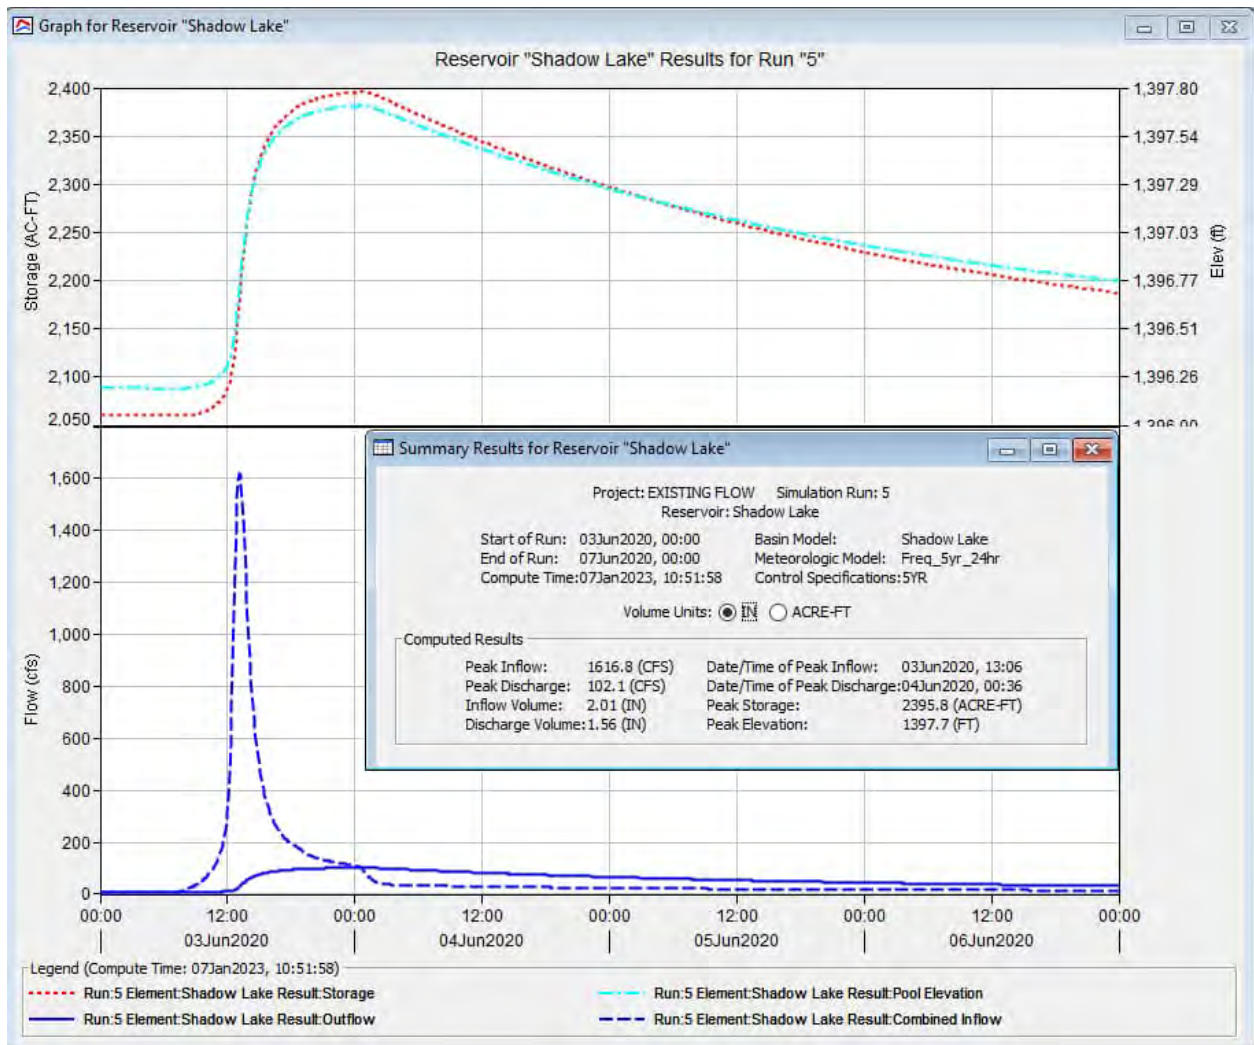 Graph for Reservoir "Shadow Lake"
Reservoir "Shadow Lake" Results for Run "5"
Storage (AC-FT)
2,400
2,350
2,300
2,250
2,200
2,150
2,100
2,050
1,397.80
1,397.54
1,397.29
1,397.03
1,396.77
1,396.51
1,396.26
1,396.00
Elev (ft)
Flow (cfs)
1,600
1,400
1,200
1,000
800
600
400
200
0
Summary Results for Reservoir "Shadow Lake"
Project: EXISTING FLOW Simulation Run: 5
Reservoir: Shadow Lake
Start of Run: 03Jun2020, 00:00 Basin Model: Shadow Lake
End of Run: 07Jun2020, 00:00 Meteorologic Model: Freq_5yr_24hr
Compute Time:07Jan2023, 10:51:58 Control Specifications:5YR
Volume Units: IN ACRE-FT
Computed Results
Peak Inflow: 1616.8 (CFS) Date/Time of Peak Inflow: 03Jun2020, 13:06
Peak Discharge: 102.1 (CFS) Date/Time of Peak Discharge:04Jun2020, 00:36
Inflow Volume: 2.01 (IN) Peak Storage: 2395.8 (ACRE-FT)
Discharge Volume:1.56 (IN) Peak Elevation: 1397.7 (FT)
00:00 12:00 00:00 12:00 00:00 12:00 00:00 12:00 00:00
03Jun2020 04Jun2020 05Jun2020 06Jun2020
Legend (Compute Time: 07Jan2023, 10:51:58)
Run:5 Element:Shadow Lake Result:Storage Run:5 Element:Shadow Lake Result:Pool Elevation
Run:5 Element:Shadow Lake Result:Outflow Run:5 Element:Shadow Lake Result:Combined Inflow